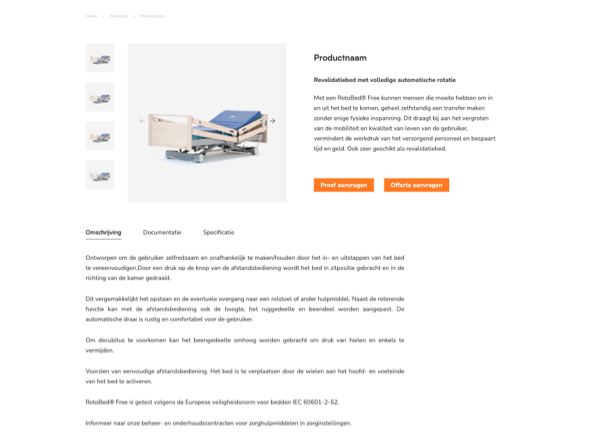 Home > Producten > Productnaam
Productnaam
Revalidatiebed met volledige automatische rotatie
Met een RotoBed® Free kunnen mensen die moeite hebben om in
en uit het bed te komen, geheel zelfstandig een transfer maken
zonder enige fysieke inspanning. Dit draagt bij aan het vergroten
van de mobiliteit en kwaliteit van leven van de gebruiker,
vermindert de werkdruk van het verzorgend personeel en bespaart
tijd en geld. Ook zeer geschikt als revalidatiebed.
Proef aanvragen
Offerte aanvragen
Omschrijving
Documentatie
Specificatie
Ontworpen om de gebruiker zelfredzaam en onafhankelijk te maken/houden door het in- en uitstappen van het bed
te vereenvoudigen.Door een druk op de knop van de afstandsbediening wordt het bed in zitpositie gebracht en in de
richting van de kamer gedraaid.
Dit vergemakkelijkt het opstaan en de eventuele overgang naar een rolstoel of ander hulpmiddel. Naast de roterende
functie kan met de afstandsbediening ook de hoogte, het ruggedeelte en beendeel worden aangepast. De
automatische draai is rustig en comfortabel voor de gebruiker.
Om decubitus te voorkomen kan het beengedeelte omhoog worden gebracht om druk van hielen en enkels te
vermijden.
Voorzien van eenvoudige afstandsbediening. Het bed is te verplaatsen door de wielen aan het hoofd- en voeteinde
van het bed te activeren.
RotoBed® Free is getest volgens de Europese veiligheidsnorm voor bedden IEC 60601-2-52.
Informeer naar onze beheer- en onderhoudscontracten voor zorghulpmiddelen in zorginstellingen.